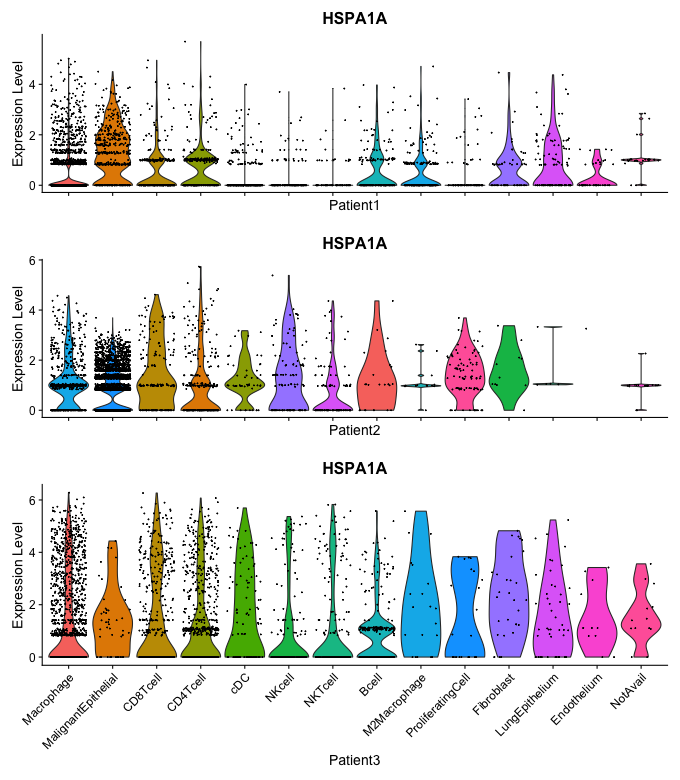 HSPA1A
Expression Level
4
2
0
Patient1
HSPA1A
Expression Level
6
4
2
0
Patient2
HSPA1A
Expression Level
6
4
2
0
Macrophage
MalignantEpithelial
CD8Tcell
CD4Tcell
cDC
NKcell
NKTcell
Bcell
M2Macrophage
ProliferatingCell
Fibroblast
LungEpithelium
Endothelium
NotAvail
Patient3